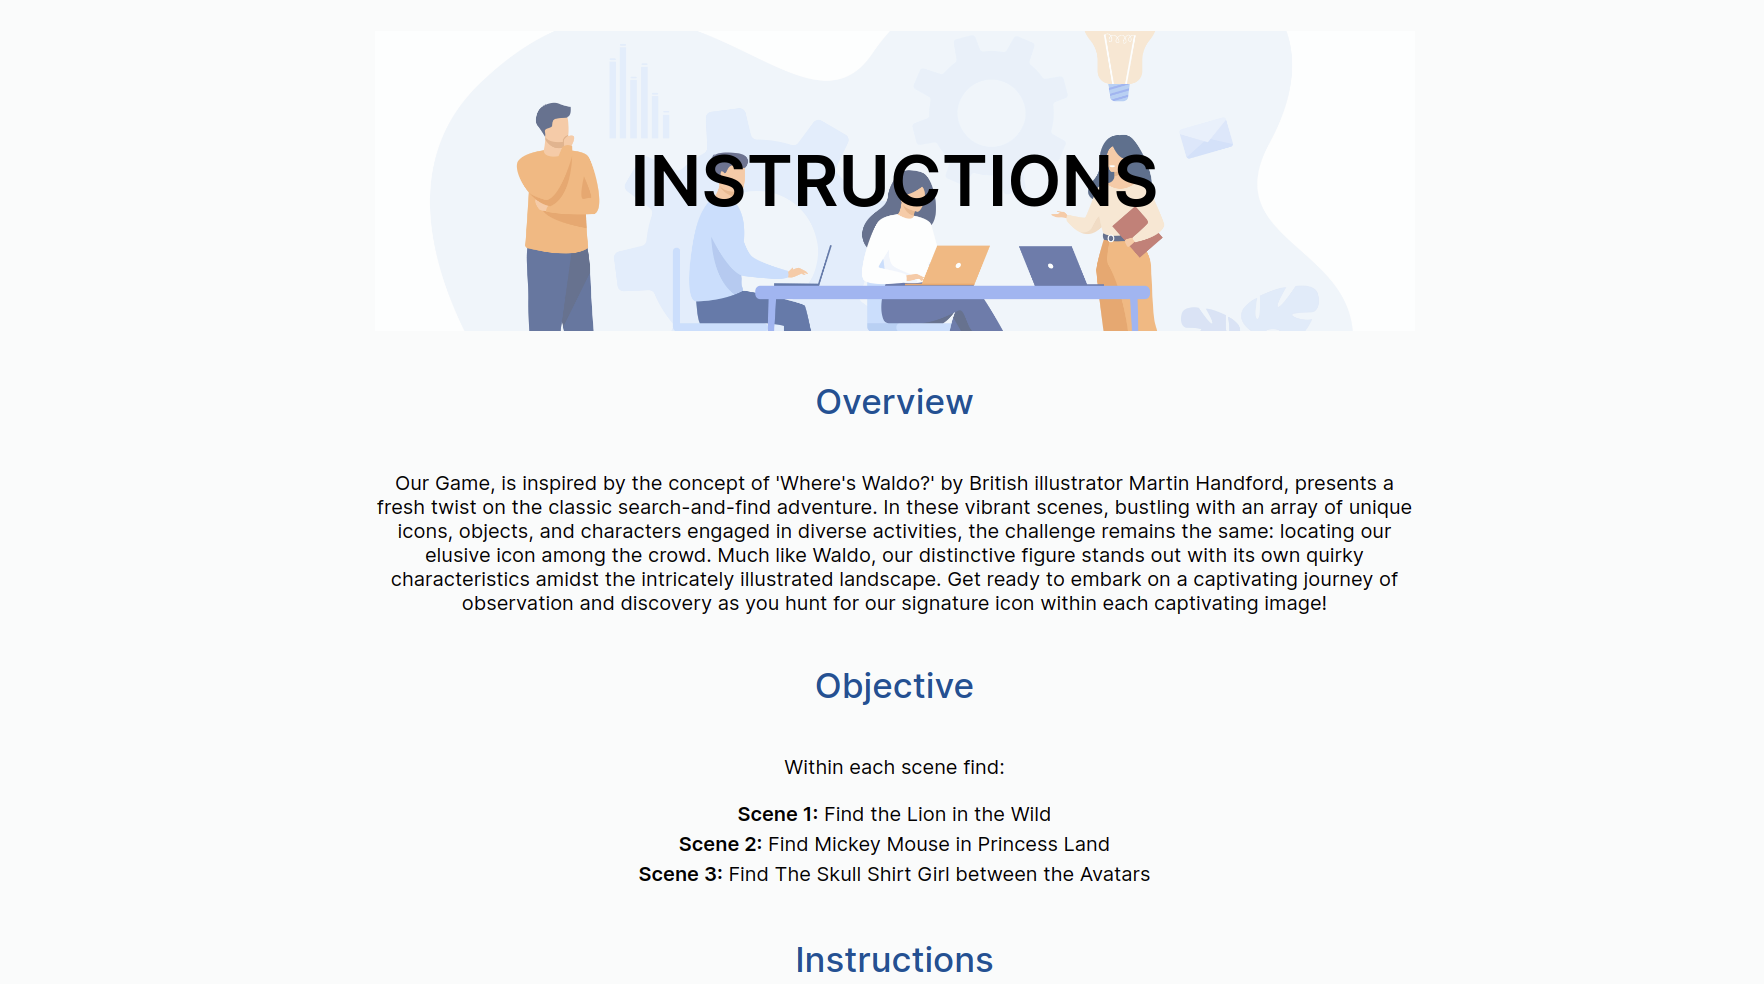 INSTRUCTIONS
Overview
Our Game, is inspired by the concept of 'Where's Waldo?' by British illustrator Martin Handford, presents a
fresh twist on the classic search-and-find adventure. In these vibrant scenes, bustling with an array of unique
icons, objects, and characters engaged in diverse activities, the challenge remains the same: locating our
elusive icon among the crowd. Much like Waldo, our distinctive figure stands out with its own quirky
characteristics amidst the intricately illustrated landscape. Get ready to embark on a captivating journey of
observation and discovery as you hunt for our signature icon within each captivating image!
Objective
Within each scene find:
Scene 1: Find the Lion in the Wild
Scene 2: Find Mickey Mouse in Princess Land
Scene 3: Find The Skull Shirt Girl between the Avatars
Instructions